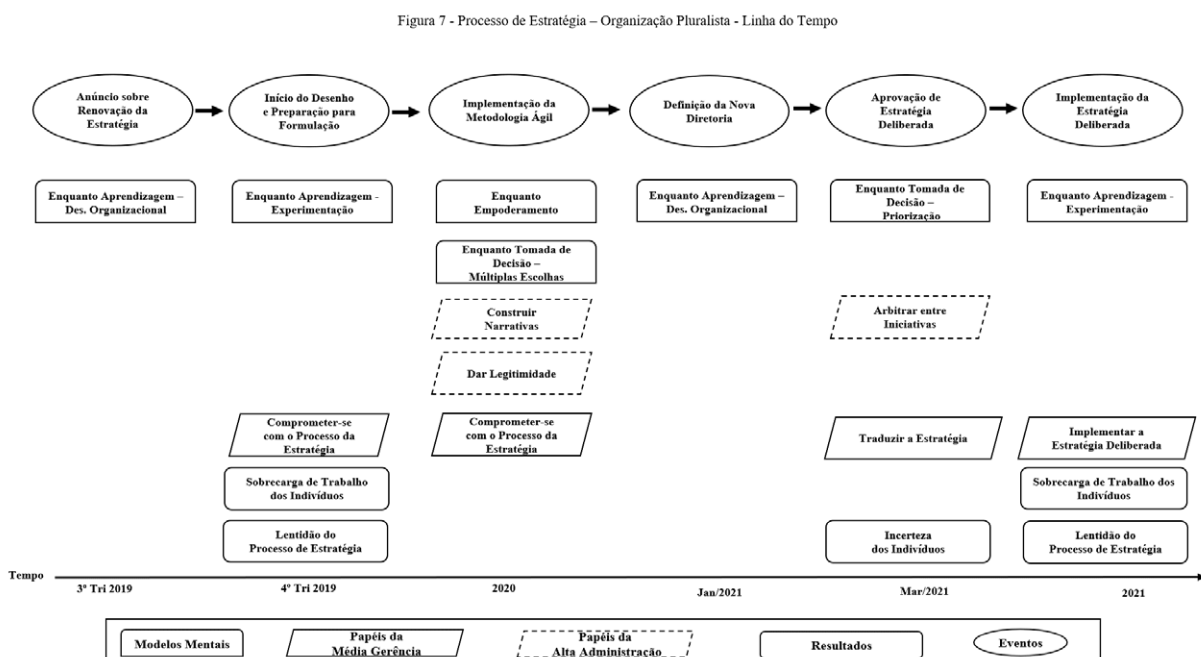 Figura 7 - Processo de Estratégia – Organização Pluralista - Linha do Tempo
Anúncio sobre
Renovação da
Estratégia
Início do Desenho
e Preparação para
Formulação
Implementação da
Metodologia Ágil
Definição da Nova
Diretoria
Aprovação de
Estratégia
Deliberada
Implementação da
Estratégia
Deliberada
Enquanto Aprendizagem –
Des. Organizacional
Enquanto Aprendizagem -
Experimentação
Enquanto
Empoderamento
Enquanto Aprendizagem –
Des. Organizacional
Enquanto Tomada de
Decisão –
Priorização
Enquanto Aprendizagem -
Experimentação
Enquanto Tomada de
Decisão –
Múltiplas Escolhas
Construir
Narrativas
Arbitrar entre
Iniciativas
Dar Legitimidade
Comprometer-se
com o Processo da
Estratégia
Comprometer-se
com o Processo da
Estratégia
Traduzir a Estratégia
Implementar a
Estratégia Deliberada
Sobrecarga de Trabalho
dos Indivíduos
Sobrecarga de Trabalho dos
Indivíduos
Lentidão do
Processo de Estratégia
Incerteza
dos Indivíduos
Lentidão do
Processo de Estratégia
Tempo
3º Tri 2019
4º Tri 2019
2020
Jan/2021
Mar/2021
2021
Modelos Mentais
Papéis da
Média Gerência
Papéis da
Alta Administração
Resultados
Eventos